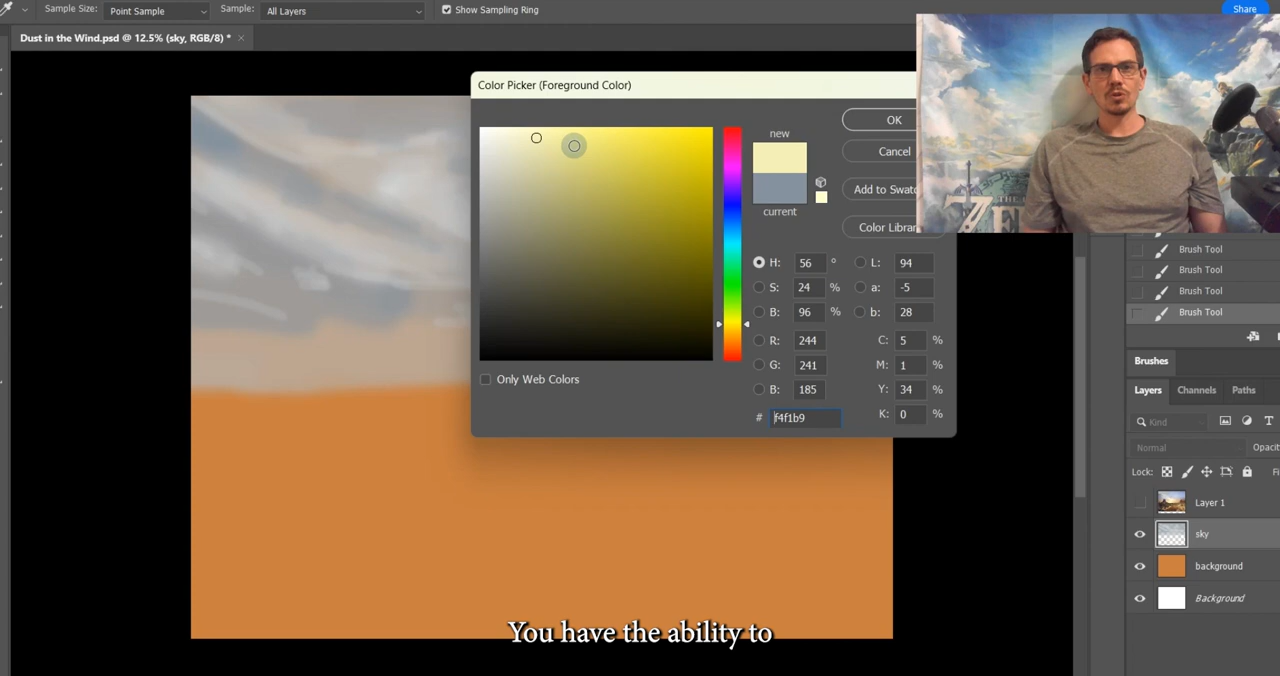 Sample Size: Point Sample Sample: All Layers Show Sampling Ring Share
Dust in the Wind.psd @ 12.5% (sky, RGB/8) * ×
Color Picker (Foreground Color)
new
OK
Cancel
Add to Swatc
current
Color Librar
H: 56 ° L: 94
S: 24 % a: -5
B: 96 % b: 28
R: 244 C: 5 %
G: 241 M: 1 %
B: 185 Y: 34 %
# f4f1b9 K: 0 %
Only Web Colors
THE
Z E
Brush Tool
Brush Tool
Brush Tool
Brush Tool
Brushes
Layers Channels Paths
Kind
Normal Opacit
Lock: Fi
Layer 1
sky
background
Background
You have the ability to